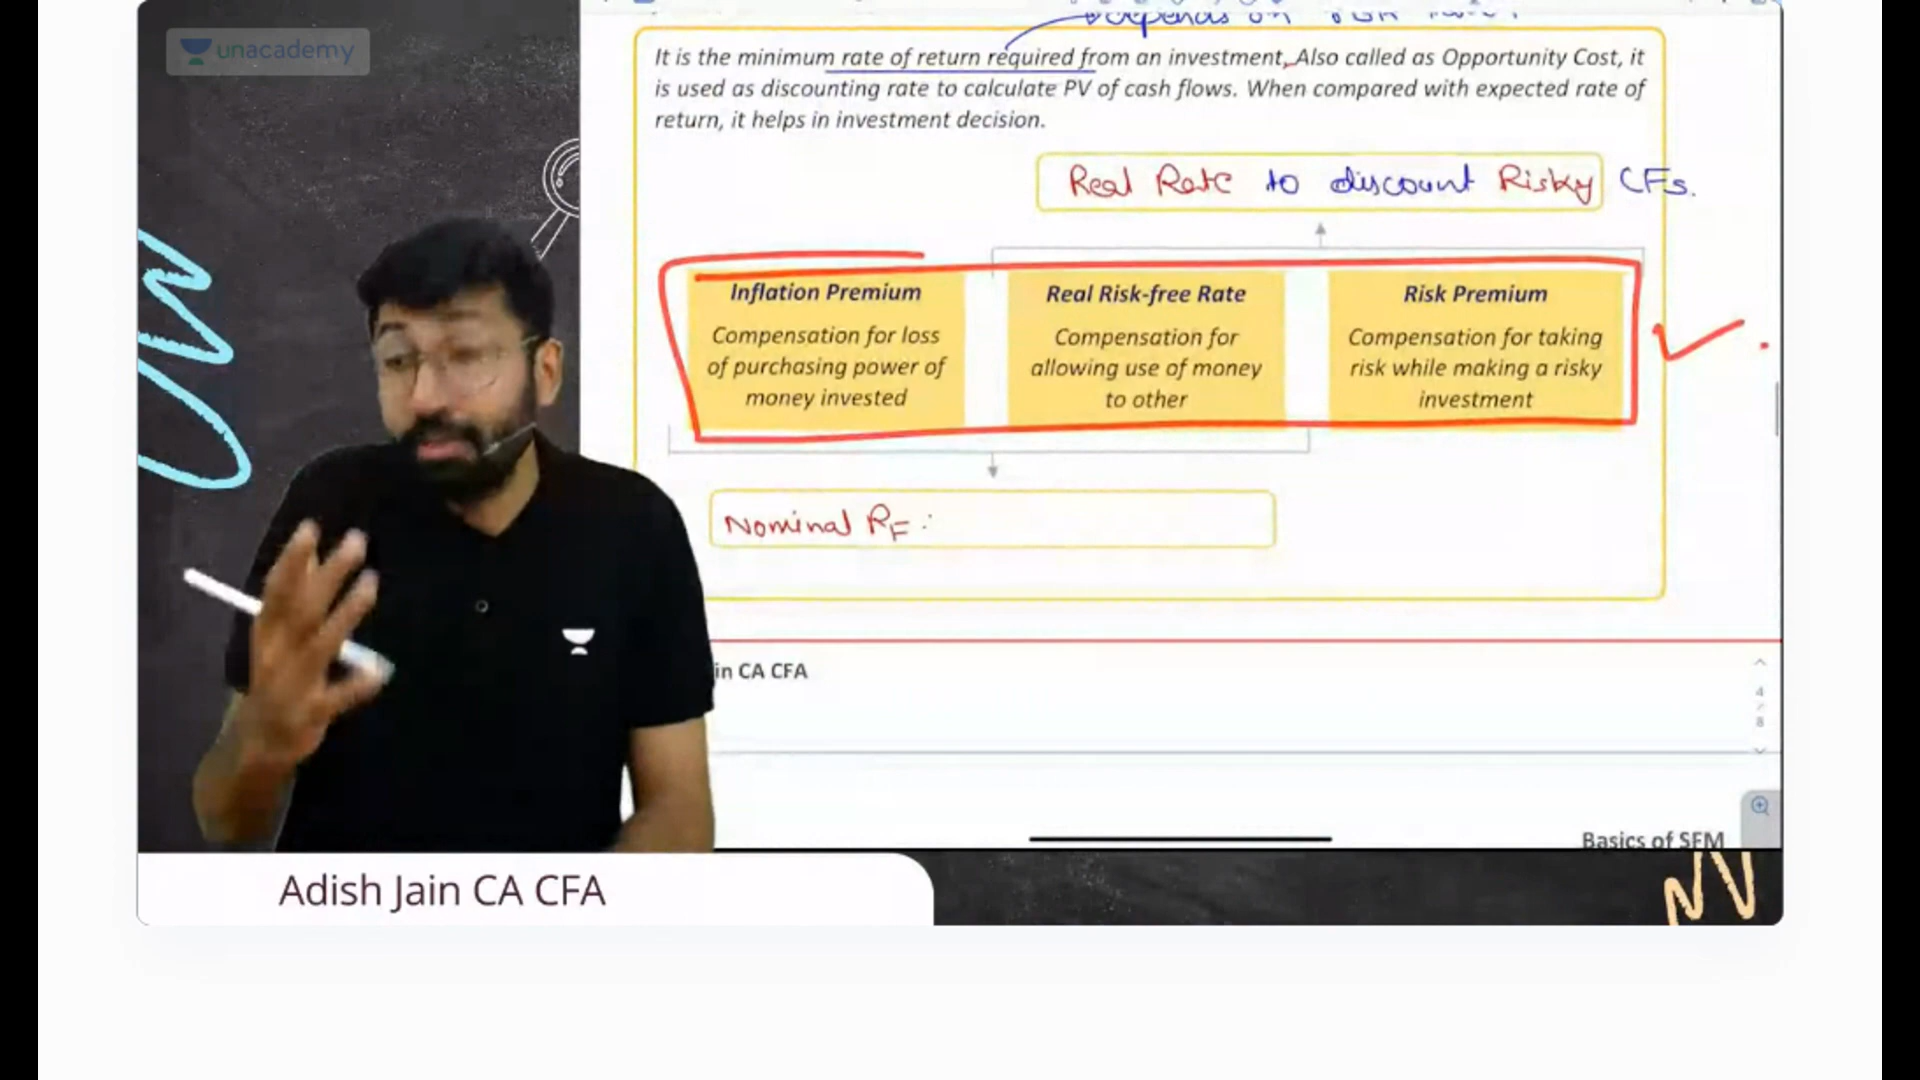 unacademy
depends on
It is the minimum rate of return required from an investment, Also called as Opportunity Cost, it
is used as discounting rate to calculate PV of cash flows. When compared with expected rate of
return, it helps in investment decision.
Real Rate to discount Risky CFs.
Inflation Premium
Compensation for loss
of purchasing power of
money invested
Real Risk-free Rate
Compensation for
allowing use of money
to other
Risk Premium
Compensation for taking
risk while making a risky
investment
Nominal RF :
in CA CFA
4
/
8
Basics of SFM
Adish Jain CA CFA